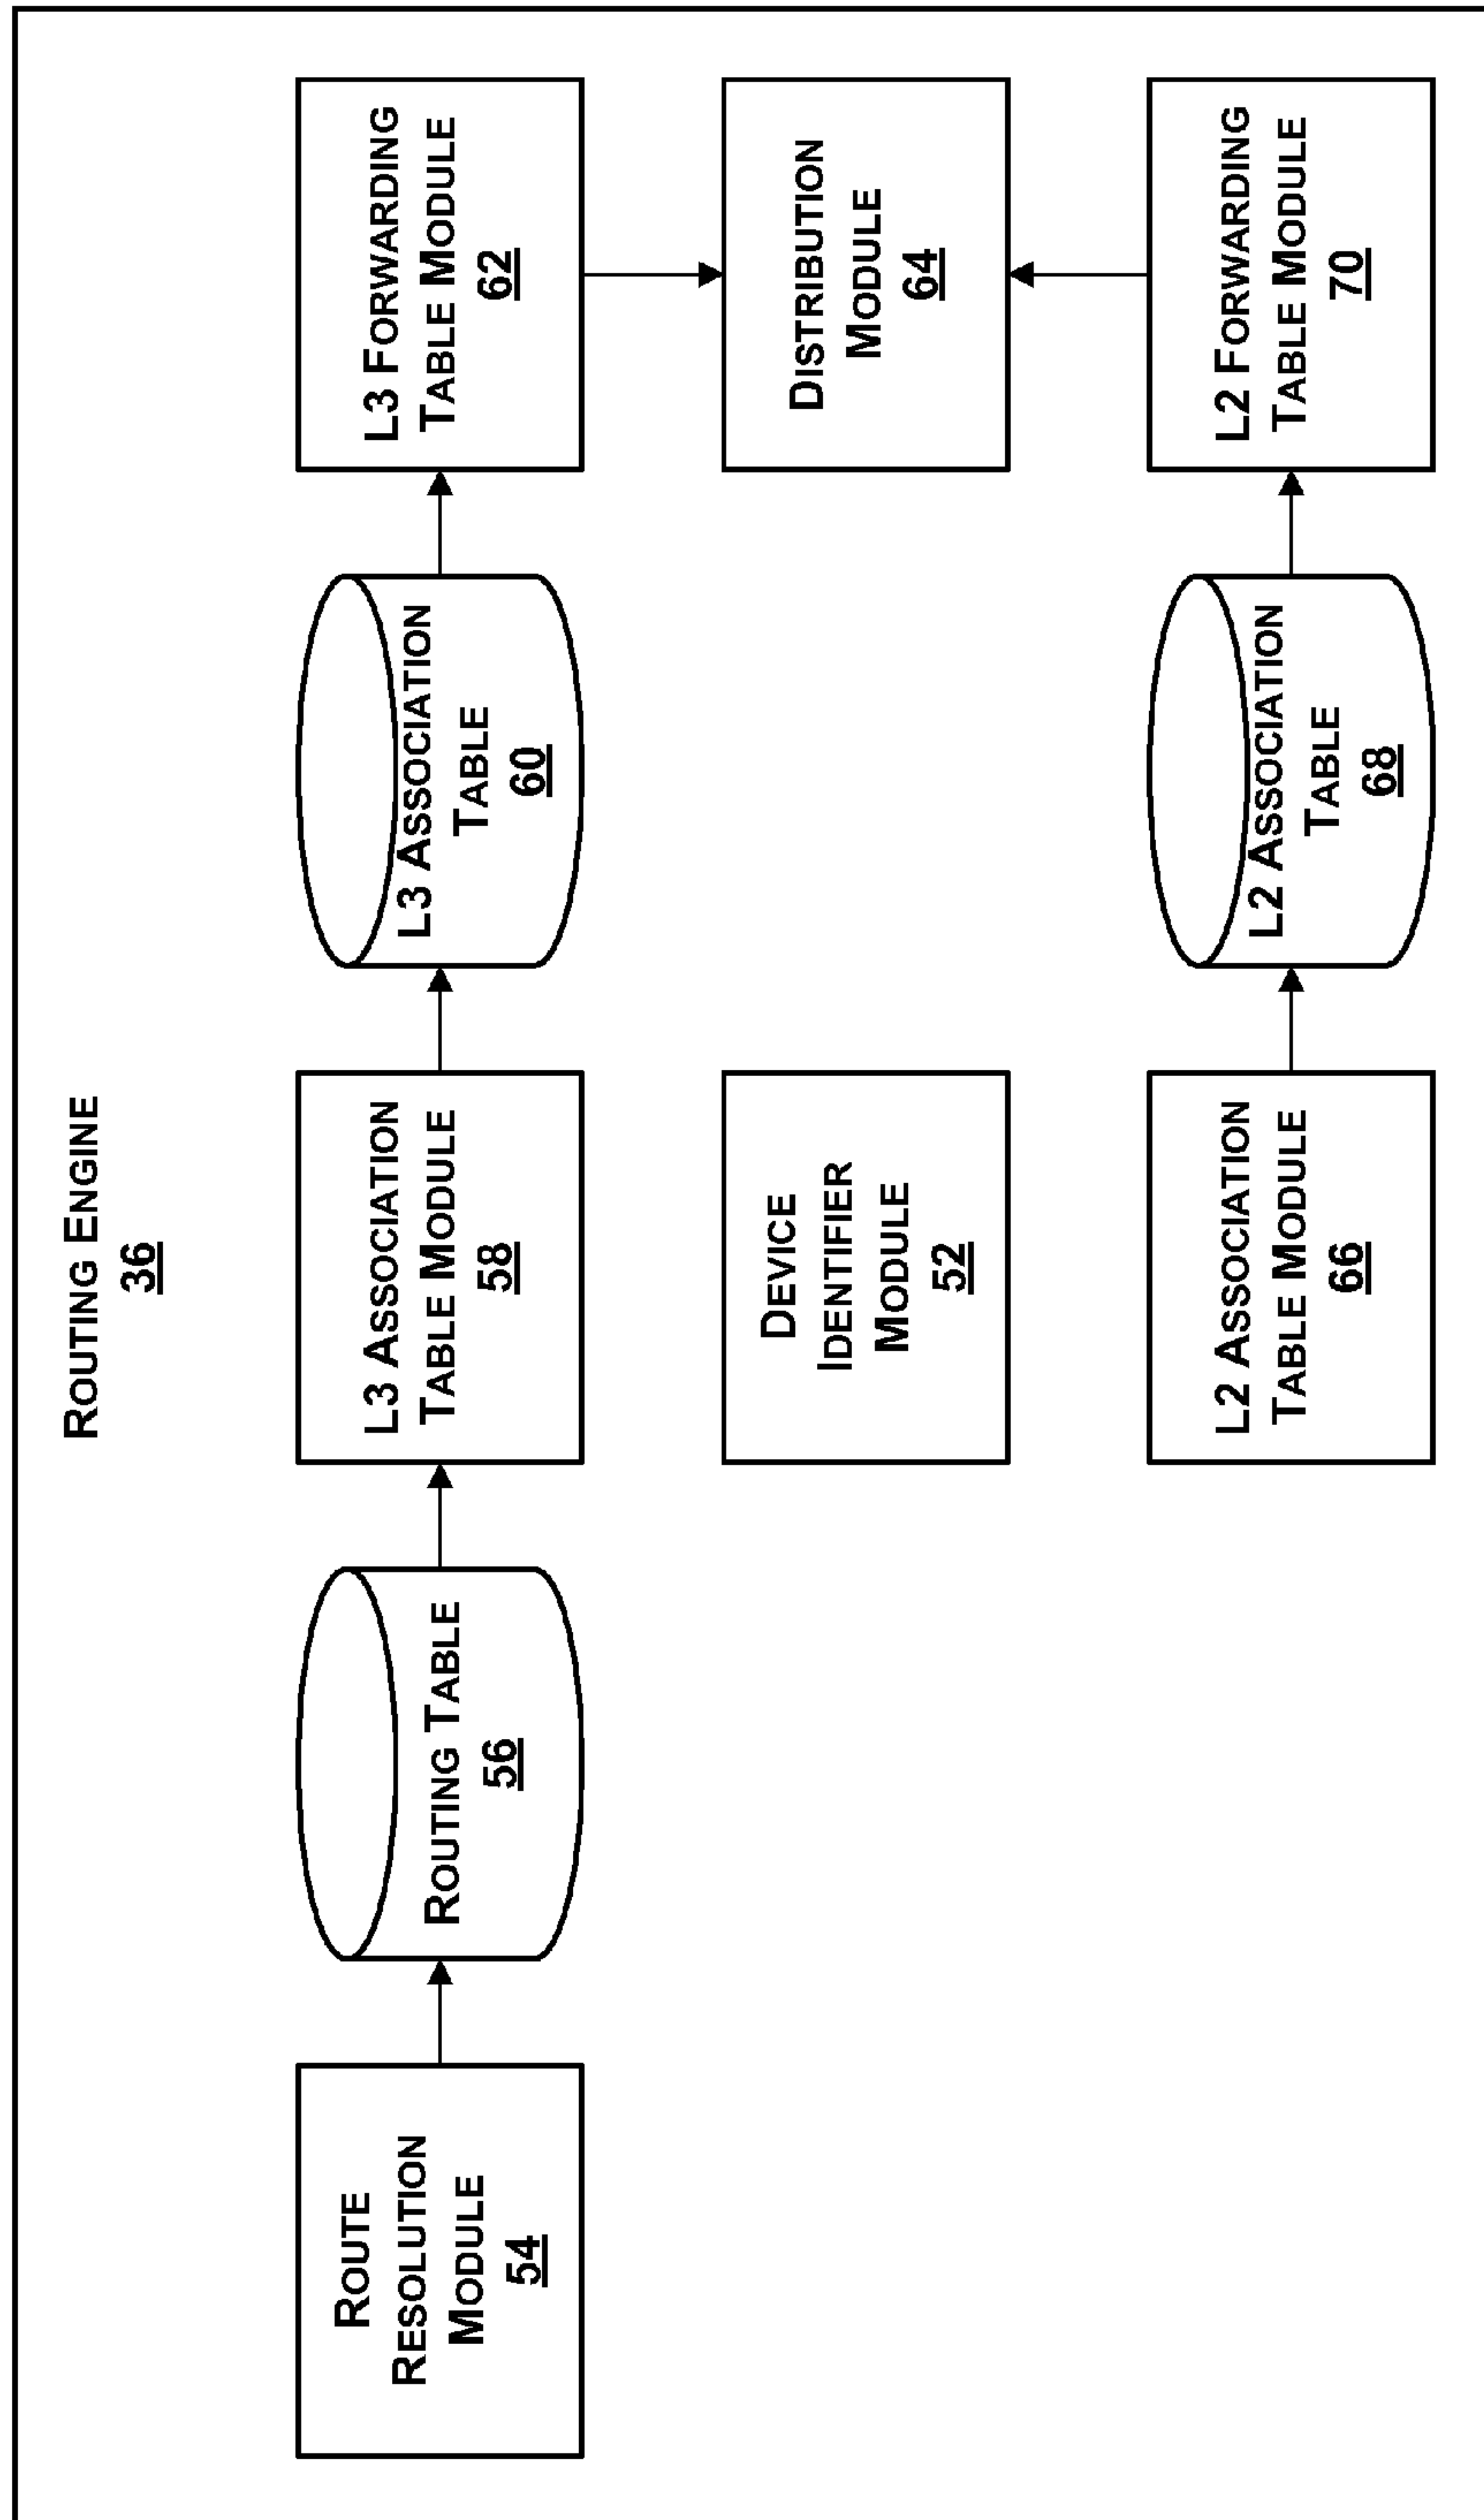 ROUTING ENGINE
36
ROUTE
RESOLUTION
MODULE
54
ROUTING TABLE
56
L3 ASSOCIATION
TABLE MODULE
58
L3 ASSOCIATION
TABLE
60
L3 FORWARDING
TABLE MODULE
62
DEVICE
IDENTIFIER
MODULE
52
DISTRIBUTION
MODULE
64
L2 ASSOCIATION
TABLE MODULE
66
L2 ASSOCIATION
TABLE
68
L2 FORWARDING
TABLE MODULE
70